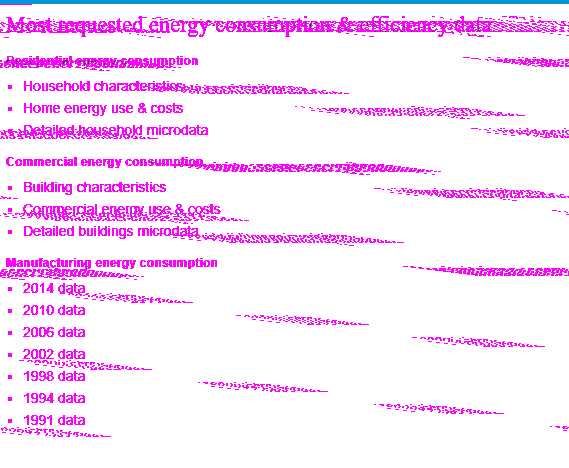 Most requested energy consumption & efficiency data
Residential energy consumption
Household characteristics
Home energy use & costs
Detailed household microdata
Commercial energy consumption
Building characteristics
Commercial energy use & costs
Detailed buildings microdata
Manufacturing energy consumption
2014 data
2010 data
2006 data
2002 data
1998 data
1994 data
1991 data